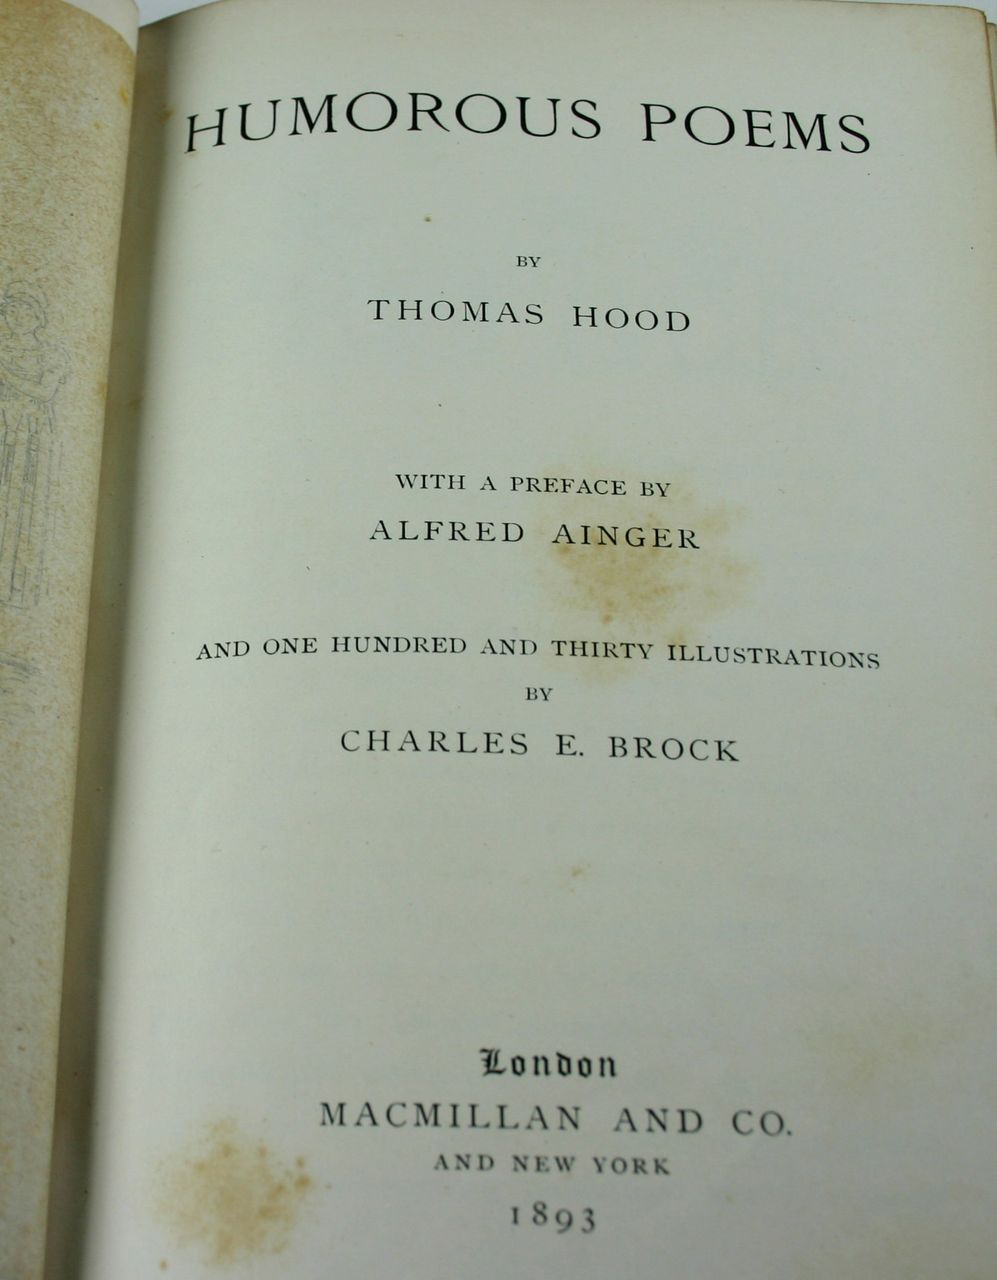 HUMOROUS POEMS
BY
THOMAS HOOD
WITH A PREFACE BY
ALFRED AINGER
AND ONE HUNDRED AND THIRTY ILLUSTRATIONS
BY
CHARLES E. BROCK
London
MACMILLAN AND CO.
AND NEW YORK
1893